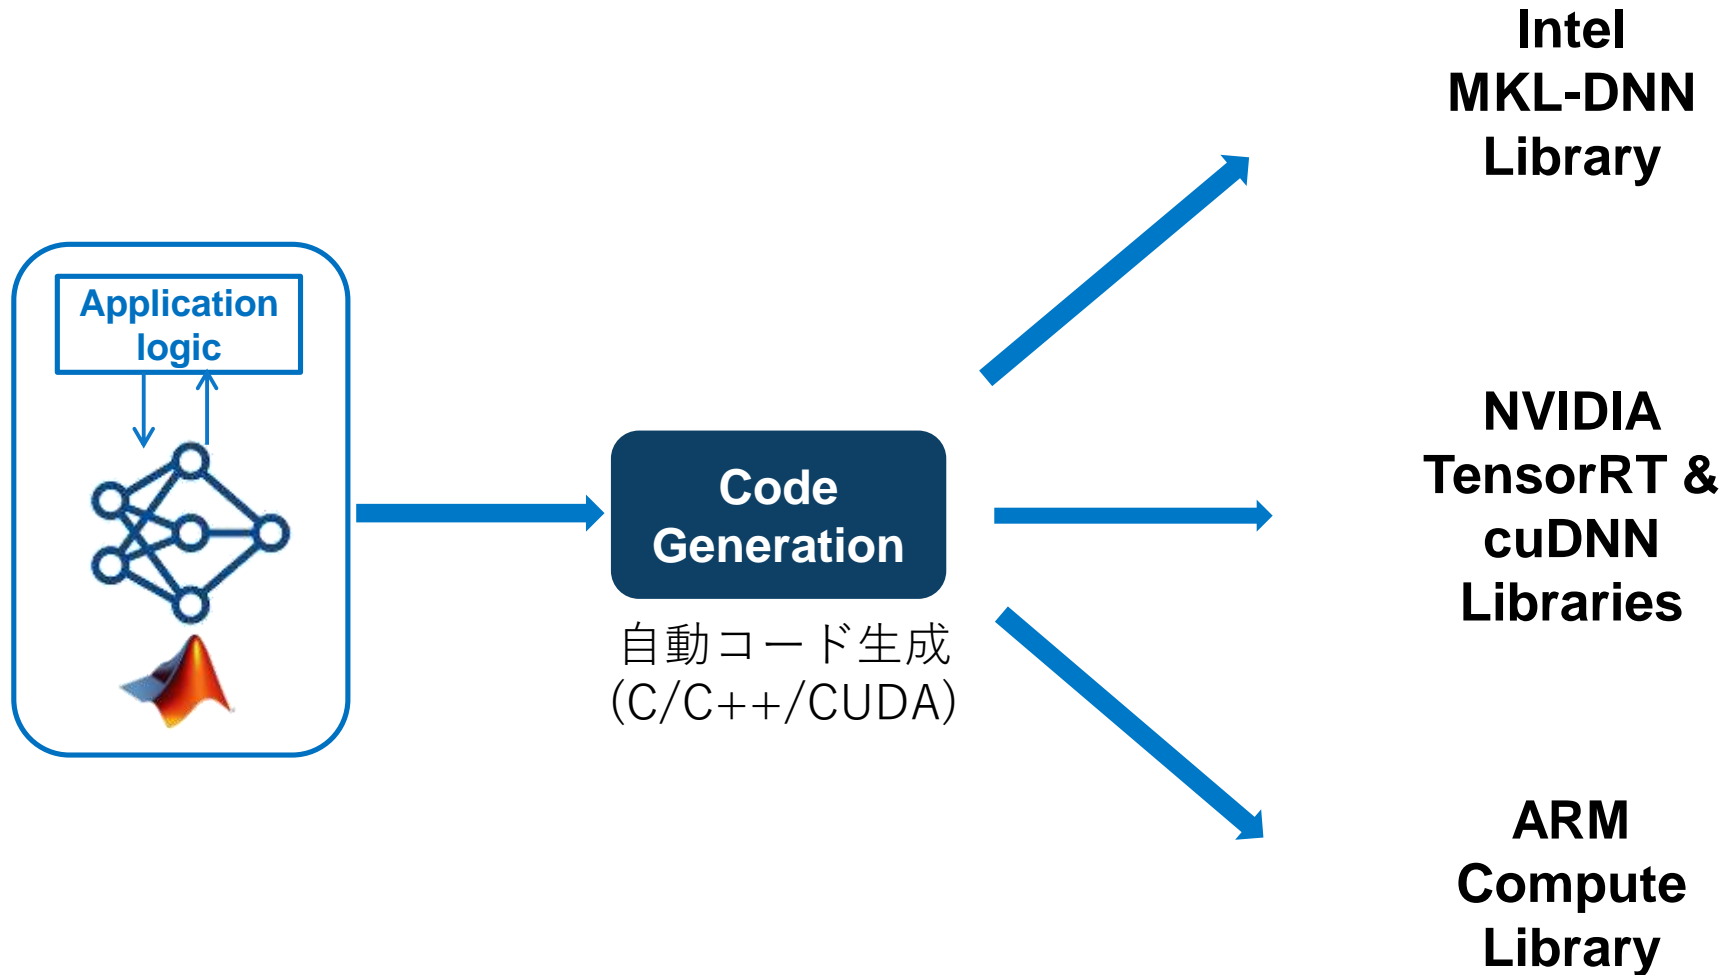 Application
logic
Code
Generation
自動コード生成
(C/C++/CUDA)
Intel
MKL-DNN
Library
NVIDIA
TensorRT &
cuDNN
Libraries
ARM
Compute
Library